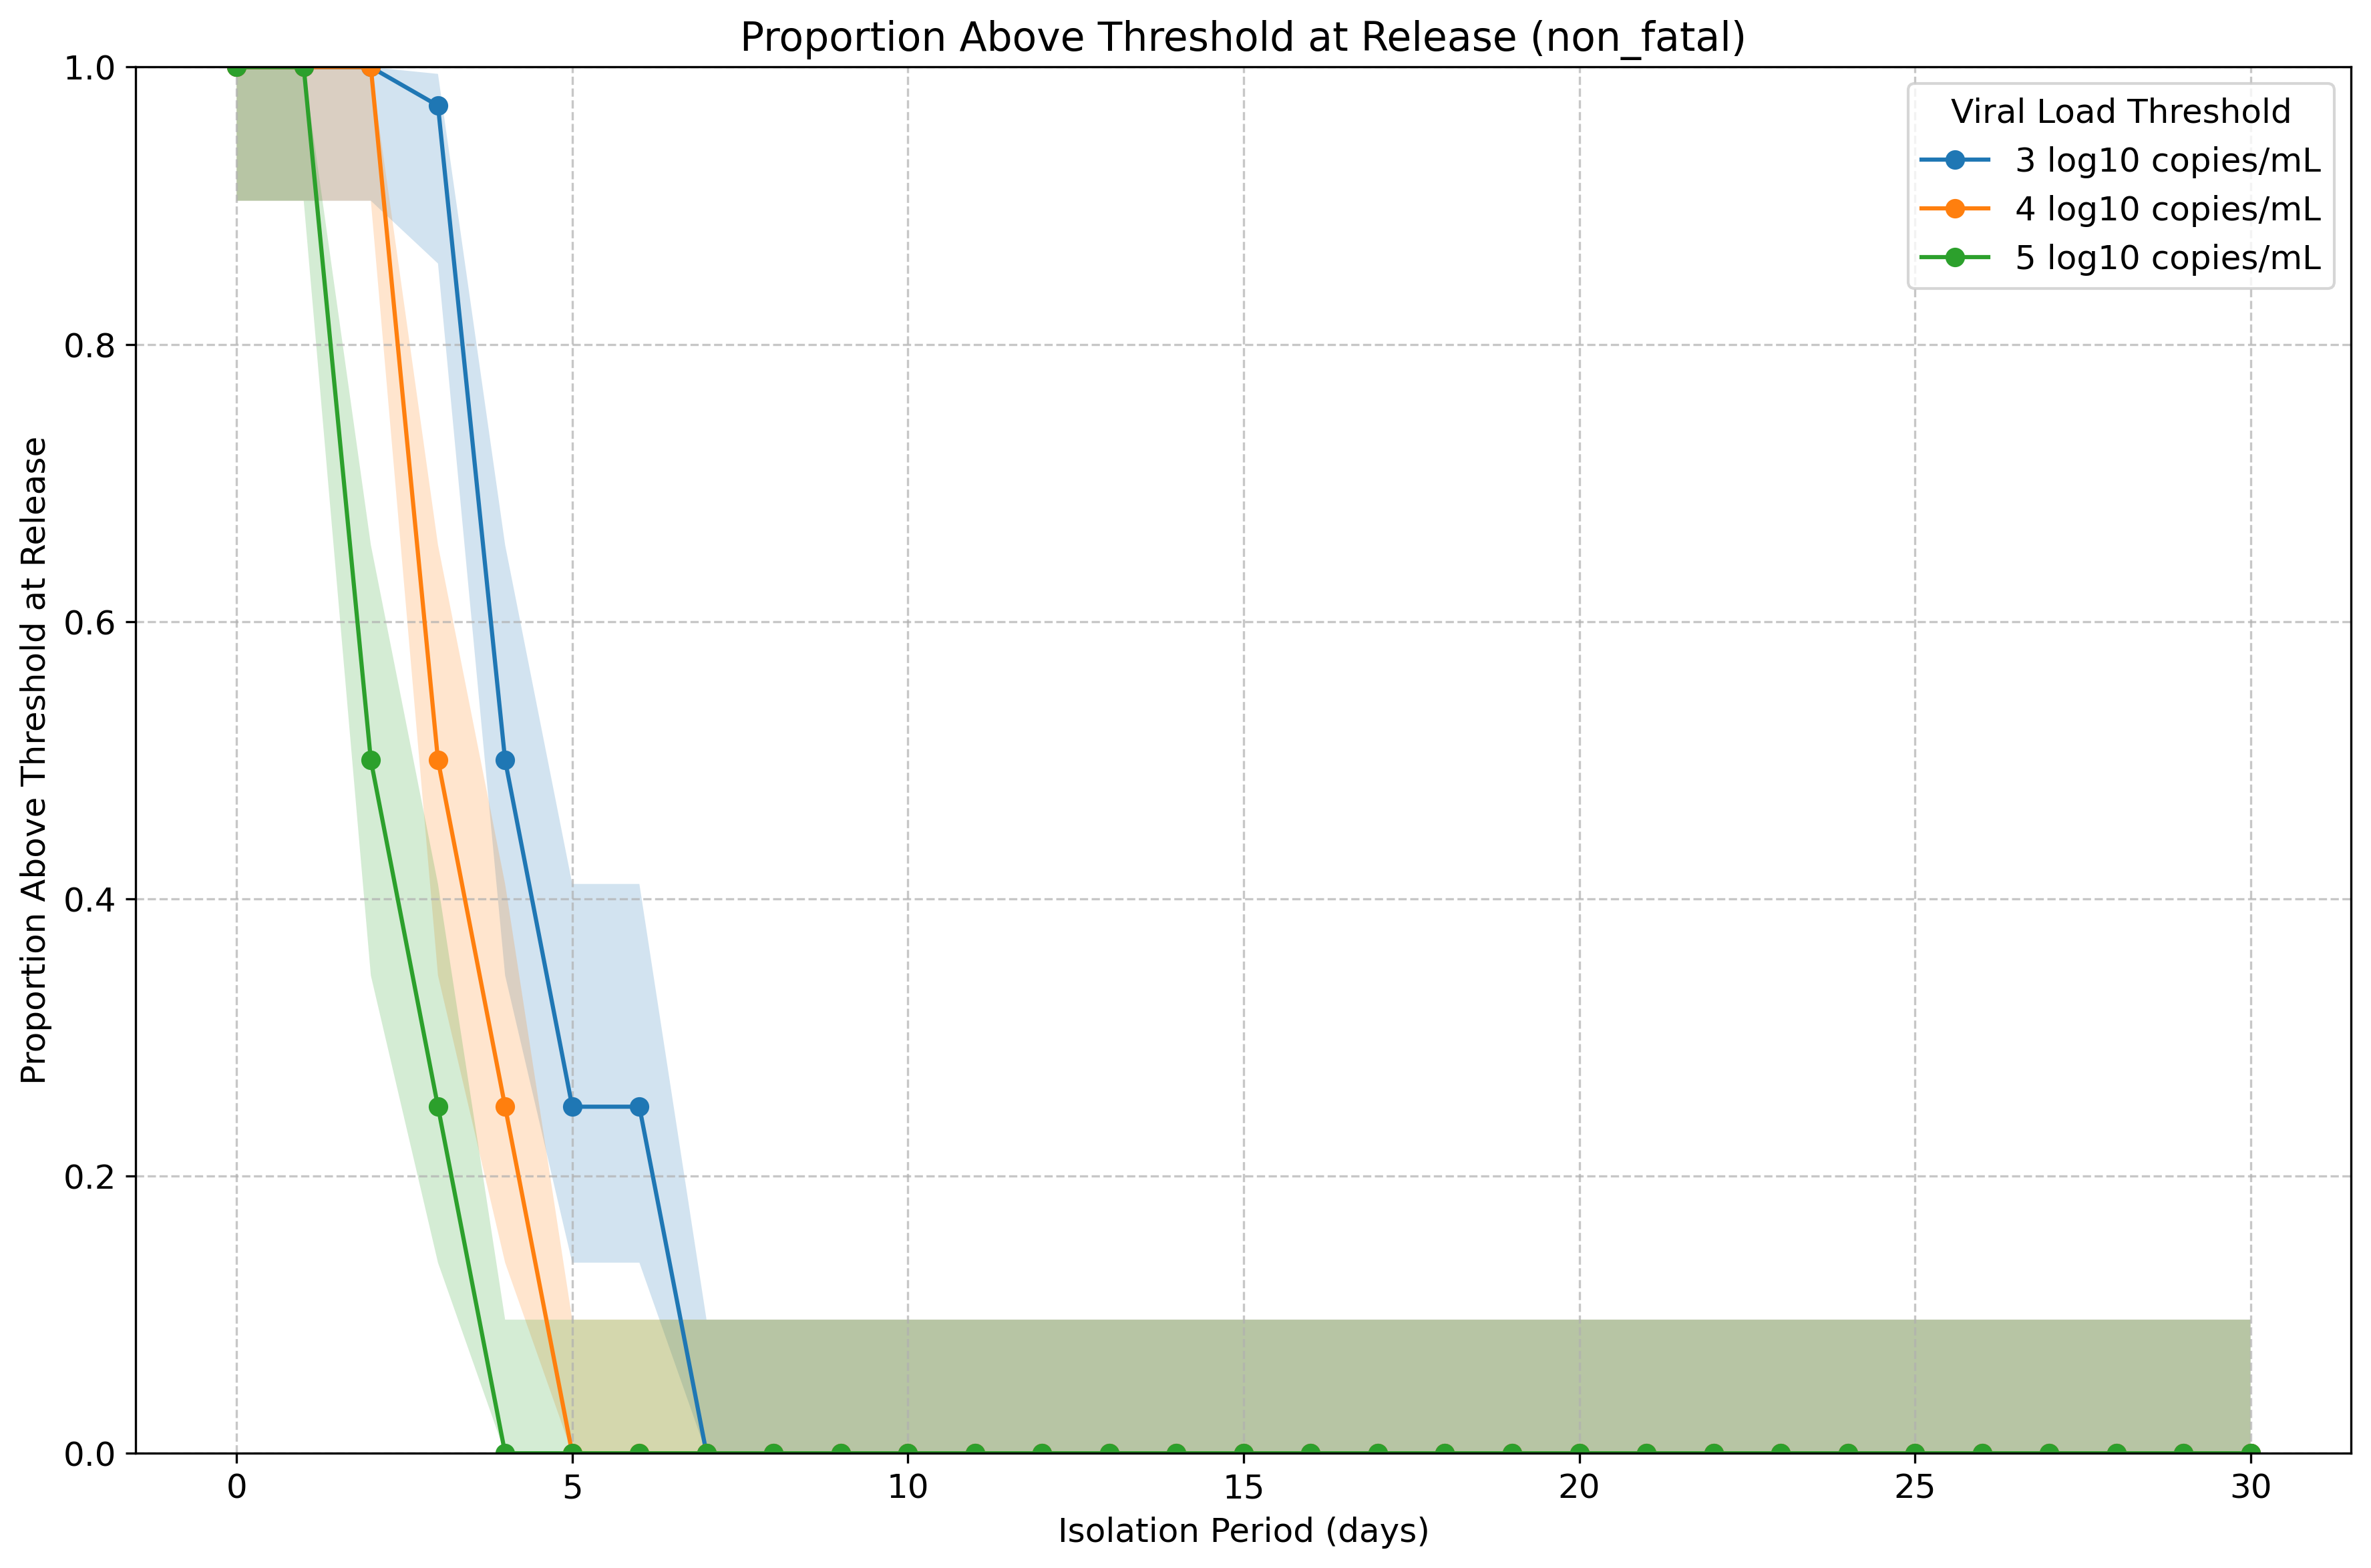 Proportion Above Threshold at Release (non_fatal)
Proportion Above Threshold at Release
1.0
0.8
0.6
0.4
0.2
0.0
Viral Load Threshold
3 log10 copies/mL
4 log10 copies/mL
5 log10 copies/mL
0 5 10 15 20 25 30
Isolation Period (days)